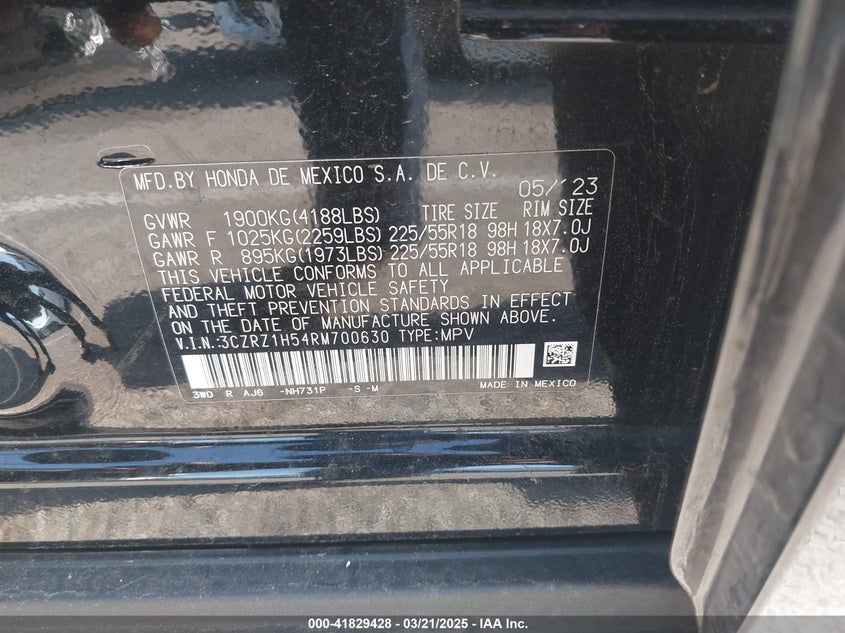 MFD.BY HONDA DE MEXICO S.A. DE C.V.
05/'23
GVWR 1900KG(4188LBS) TIRE SIZE RIM SIZE
GAWR F 1025KG(2259LBS) 225/55R18 98H 18X7.0J
GAWR R 895KG(1973LBS) 225/55R18 98H 18X7.0J
THIS VEHICLE CONFORMS TO ALL APPLICABLE
FEDERAL MOTOR VEHICLE SAFETY
AND THEFT PREVENTION STANDARDS IN EFFECT
ON THE DATE OF MANUFACTURE SHOWN ABOVE.
V.I.N.:3CZRZ1H54RM700630 TYPE:MPV
3W0 R AJ6 -NH731P -S -M MADE IN MEXICO
000-41829428 - 03/21/2025 - IAA Inc.